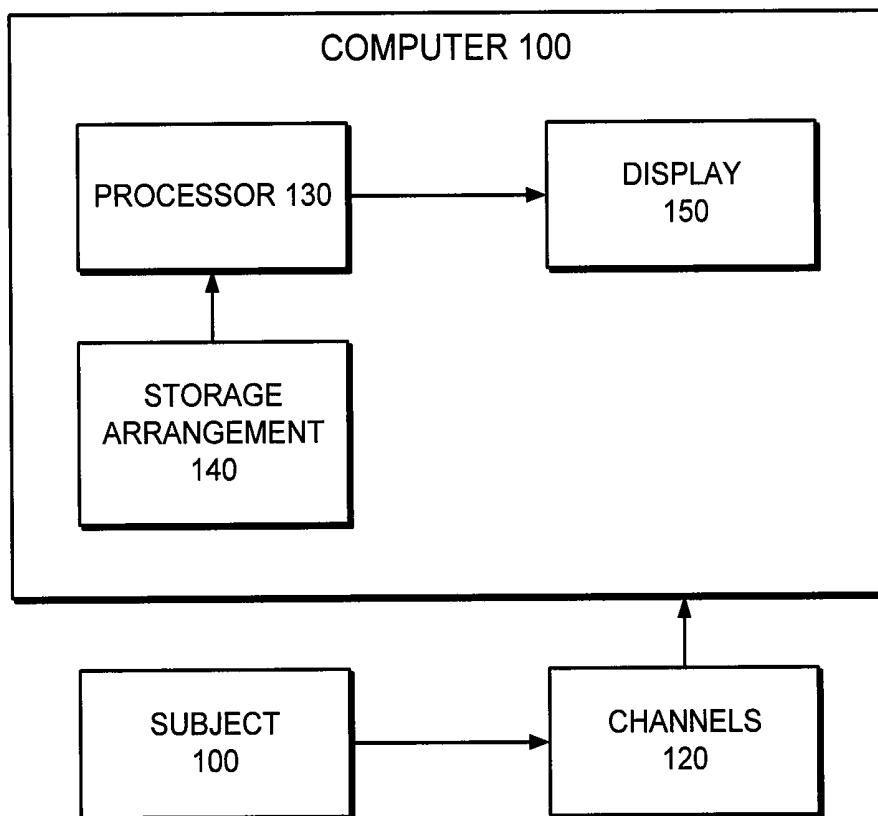 COMPUTER 100
PROCESSOR 130
DISPLAY
150
STORAGE
ARRANGEMENT
140
SUBJECT
100
CHANNELS
120